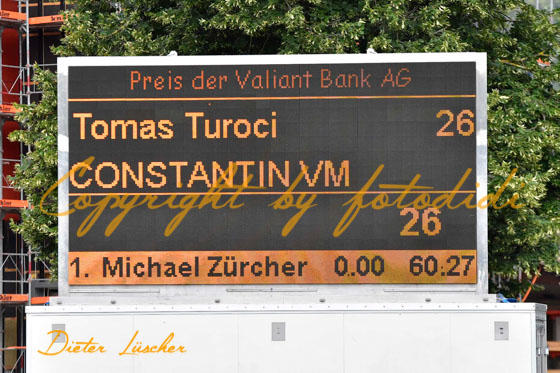 Preis der Valiant Bank AG
Tomas Turoci 26
CONSTANTIN VM
Copyright by fotodidi
26
1. Michael Zürcher 0.00 60.27
Dieter Lüscher